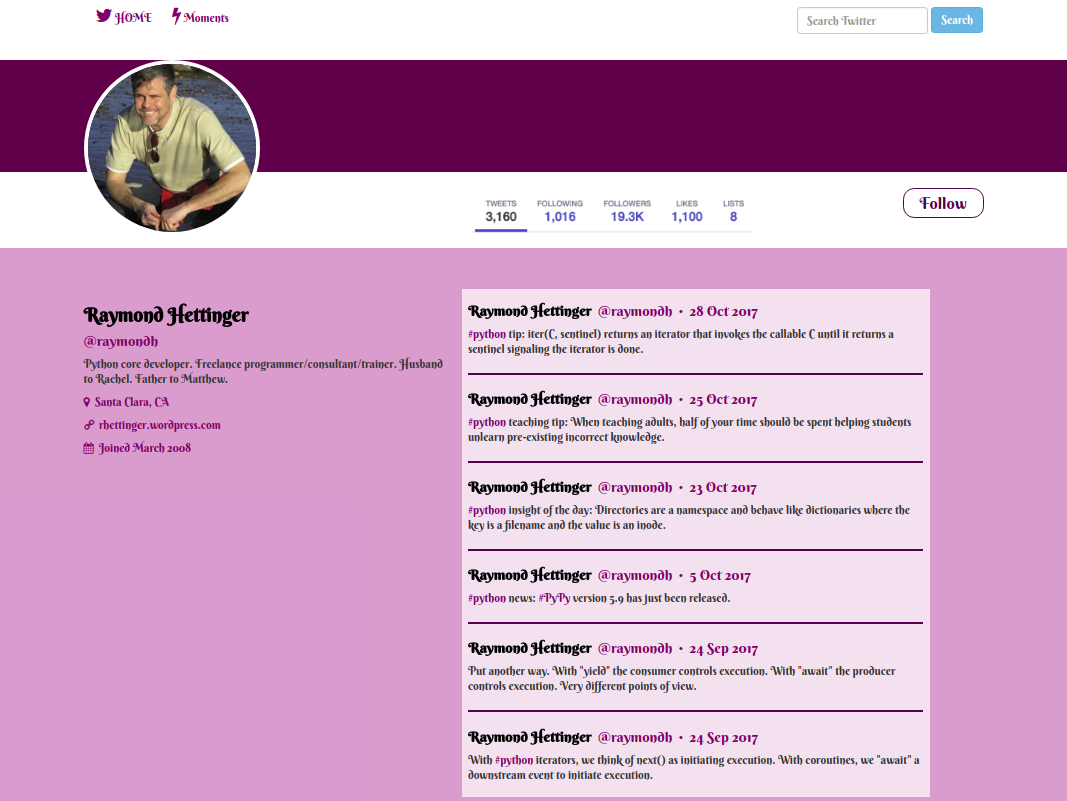 HOME Moments Search Twitter Search
TWEETS FOLLOWING FOLLOWERS LIKES LISTS
3,160 1,016 19.3K 1,100 8
Follow
Raymond Hettinger
@raymondh
Python core developer. Freelance programmer/consultant/trainer. Husband
to Rachel. Father to Matthew.
Santa Clara, CA
rhettinger.wordpress.com
Joined March 2008
Raymond Hettinger @raymondh • 28 Oct 2017
#python tip: iter(C, sentinel) returns an iterator that invokes the callable C until it returns a
sentinel signaling the iterator is done.
Raymond Hettinger @raymondh • 25 Oct 2017
#python teaching tip: When teaching adults, half of your time should be spent helping students
unlearn pre-existing incorrect knowledge.
Raymond Hettinger @raymondh • 23 Oct 2017
#python insight of the day: Directories are a namespace and behave like dictionaries where the
key is a filename and the value is an inode.
Raymond Hettinger @raymondh • 5 Oct 2017
#python news: #PyPy version 5.9 has just been released.
Raymond Hettinger @raymondh • 24 Sep 2017
Put another way. With "yield" the consumer controls execution. With "await" the producer
controls execution. Very different points of view.
Raymond Hettinger @raymondh • 24 Sep 2017
With #python iterators, we think of next() as initiating execution. With coroutines, we "await" a
downstream event to initiate execution.